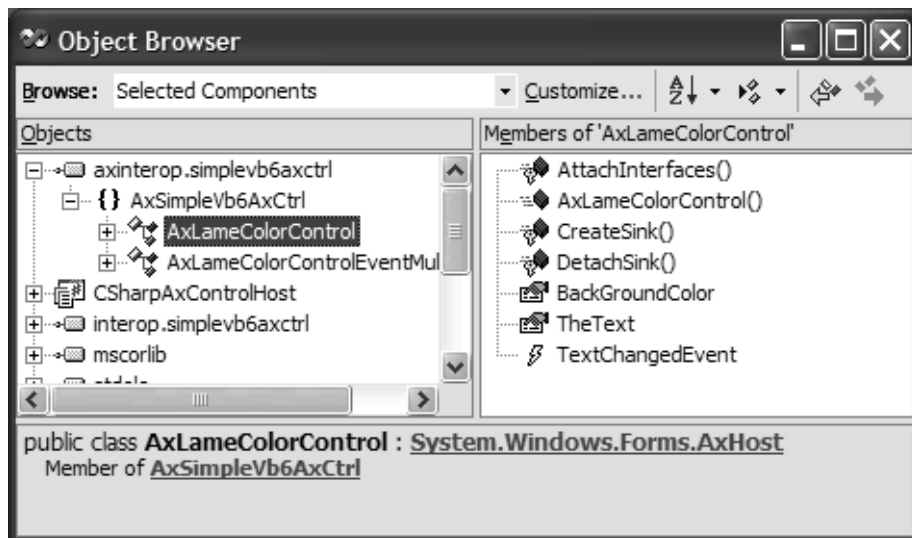 Object Browser
Browse: Selected Components Customize...
Objects
axinterop.simplevb6axctrl
{} AxSimpleVb6AxCtrl
AxLameColorControl
AxLameColorControlEventMul
CSharpAxControlHost
interop.simplevb6axctrl
mscorlib
Members of 'AxLameColorControl'
AttachInterfaces()
AxLameColorControl()
CreateSink()
DetachSink()
BackGroundColor
TheText
TextChangedEvent
public class AxLameColorControl : System.Windows.Forms.AxHost
Member of AxSimpleVb6AxCtrl